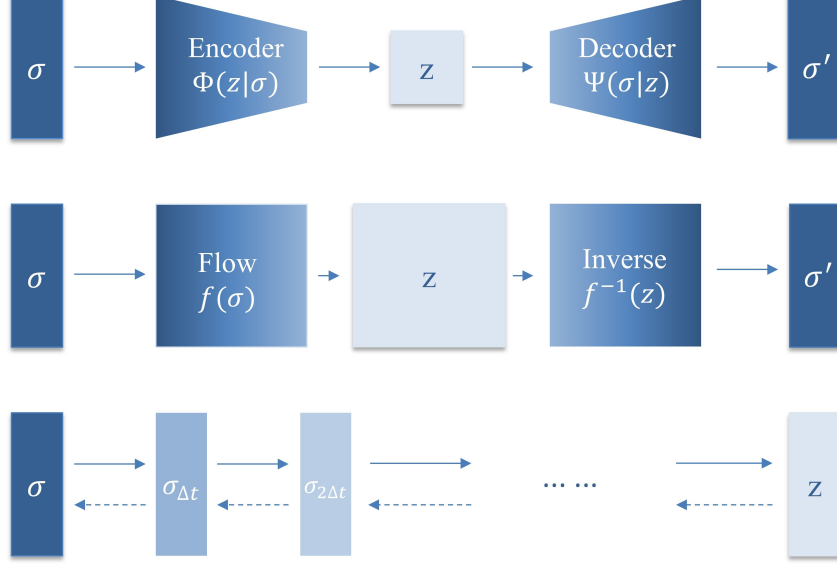 σ
Encoder
Φ(z|σ)
z
Decoder
Ψ(σ|z)
σ′
σ
Flow
f(σ)
z
Inverse
f⁻¹(z)
σ′
σ
σ_Δt
σ_2Δt
... ...
z